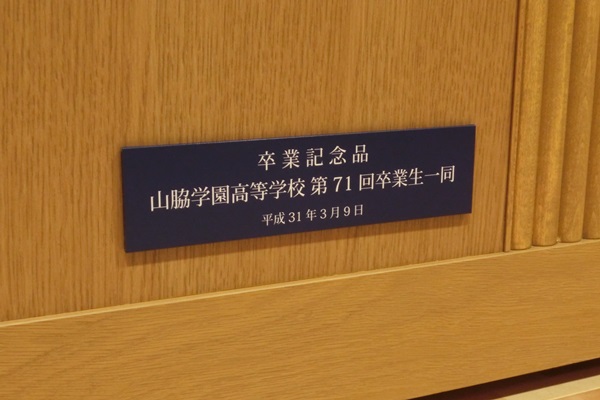 卒業記念品
山脇学園高等学校 第71回卒業生一同
平成31年3月9日